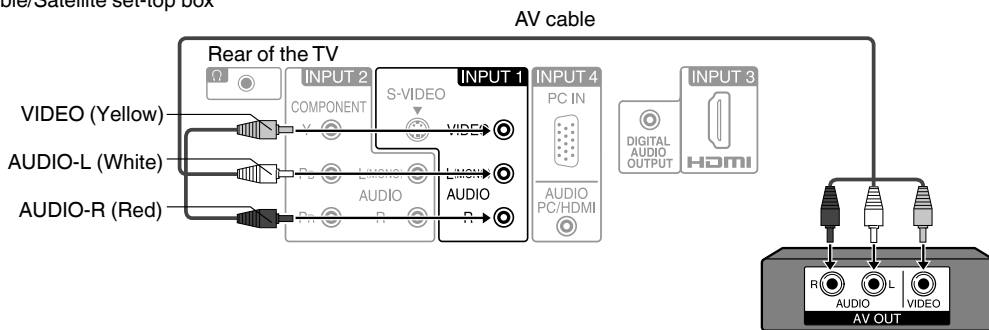 ble/Satellite set-top box
AV cable
Rear of the TV
Ω
INPUT 2
INPUT 1
INPUT 4
INPUT 3
COMPONENT
S-VIDEO
PC IN
VIDEO (Yellow)
Y
VIDEO
DIGITAL
AUDIO
OUTPUT
HDMI
AUDIO-L (White)
PB
L/(MONO)
L/(MONO)
AUDIO
AUDIO
AUDIO
PC/HDMI
AUDIO-R (Red)
PR
R
R
R
L
AUDIO
VIDEO
AV OUT